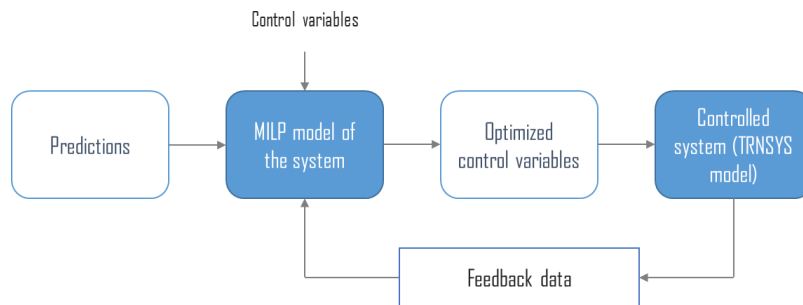 Control variables
Predictions
MILP model of
the system
Optimized
control variables
Controlled
system (TRNSYS
model)
Feedback data